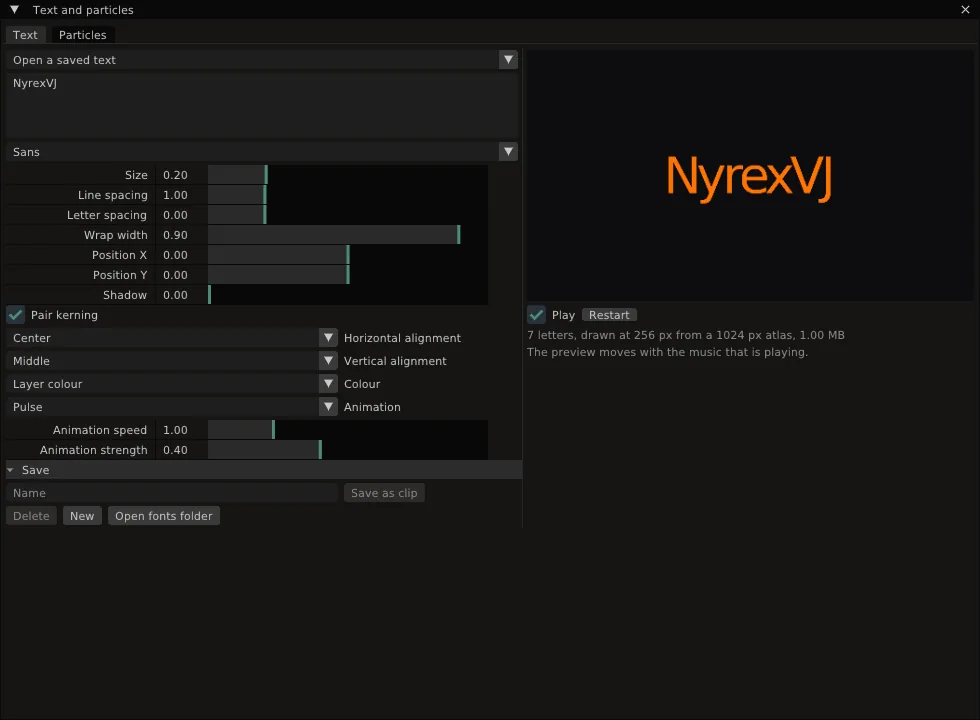 Text and particles
Text Particles
Open a saved text
NyrexVJ
Sans
Size 0.20
Line spacing 1.00
Letter spacing 0.00
Wrap width 0.90
Position X 0.00
Position Y 0.00
Shadow 0.00
Pair kerning
Center Horizontal alignment
Middle Vertical alignment
Layer colour Colour
Pulse Animation
Animation speed 1.00
Animation strength 0.40
Save
Name Save as clip
Delete New Open fonts folder
NyrexVJ
Play Restart
7 letters, drawn at 256 px from a 1024 px atlas, 1.00 MB
The preview moves with the music that is playing.